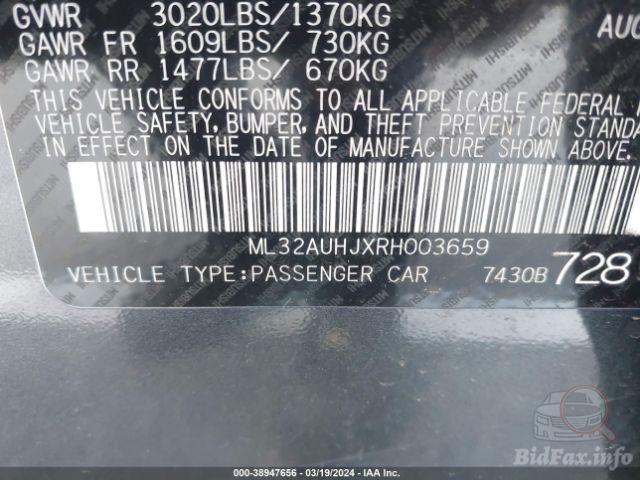 GVWR 3020LBS/1370KG AUG
GAWR FR 1609LBS/ 730KG
GAWR RR 1477LBS/ 670KG
THIS VEHICLE CONFORMS TO ALL APPLICABLE FEDERAL
VEHICLE SAFETY, BUMPER, AND THEFT PREVENTION STANDA
IN EFFECT ON THE DATE OF MANUFACTURE SHOWN ABOVE.
ML32AUHJXRH003659
VEHICLE TYPE:PASSENGER CAR 7430B 728
BidFax.info
000-38947656 - 03/19/2024 - IAA Inc.